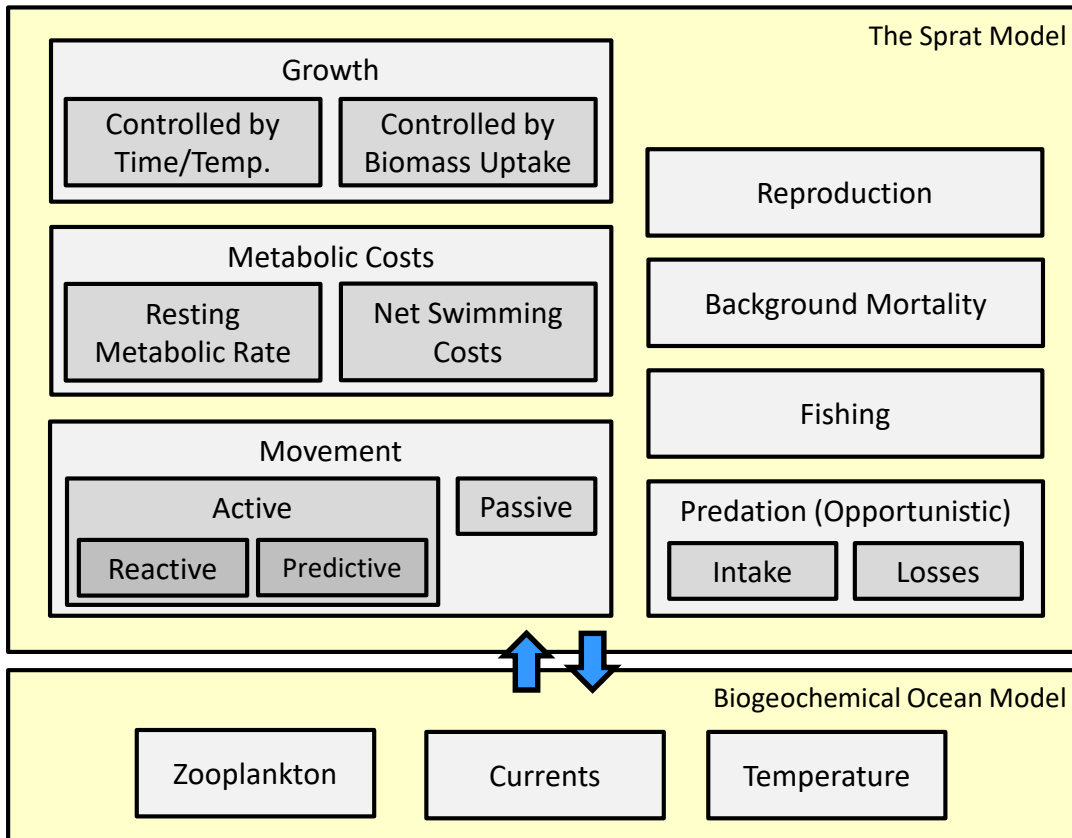 The Sprat Model
Growth
Controlled by
Time/Temp.
Controlled by
Biomass Uptake
Metabolic Costs
Resting
Metabolic Rate
Net Swimming
Costs
Movement
Active
Reactive
Predictive
Passive
Reproduction
Background Mortality
Fishing
Predation (Opportunistic)
Intake
Losses
Biogeochemical Ocean Model
Zooplankton
Currents
Temperature